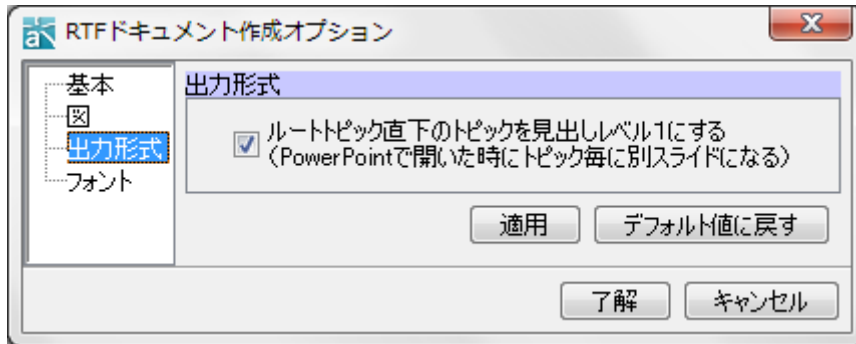 RTFドキュメント作成オプション
基本
図
出力形式
フォント
出力形式
ルートトピック直下のトピックを見出しレベル1にする
(PowerPointで開いた時にトピック毎に別スライドになる)
適用
デフォルト値に戻す
了解
キャンセル